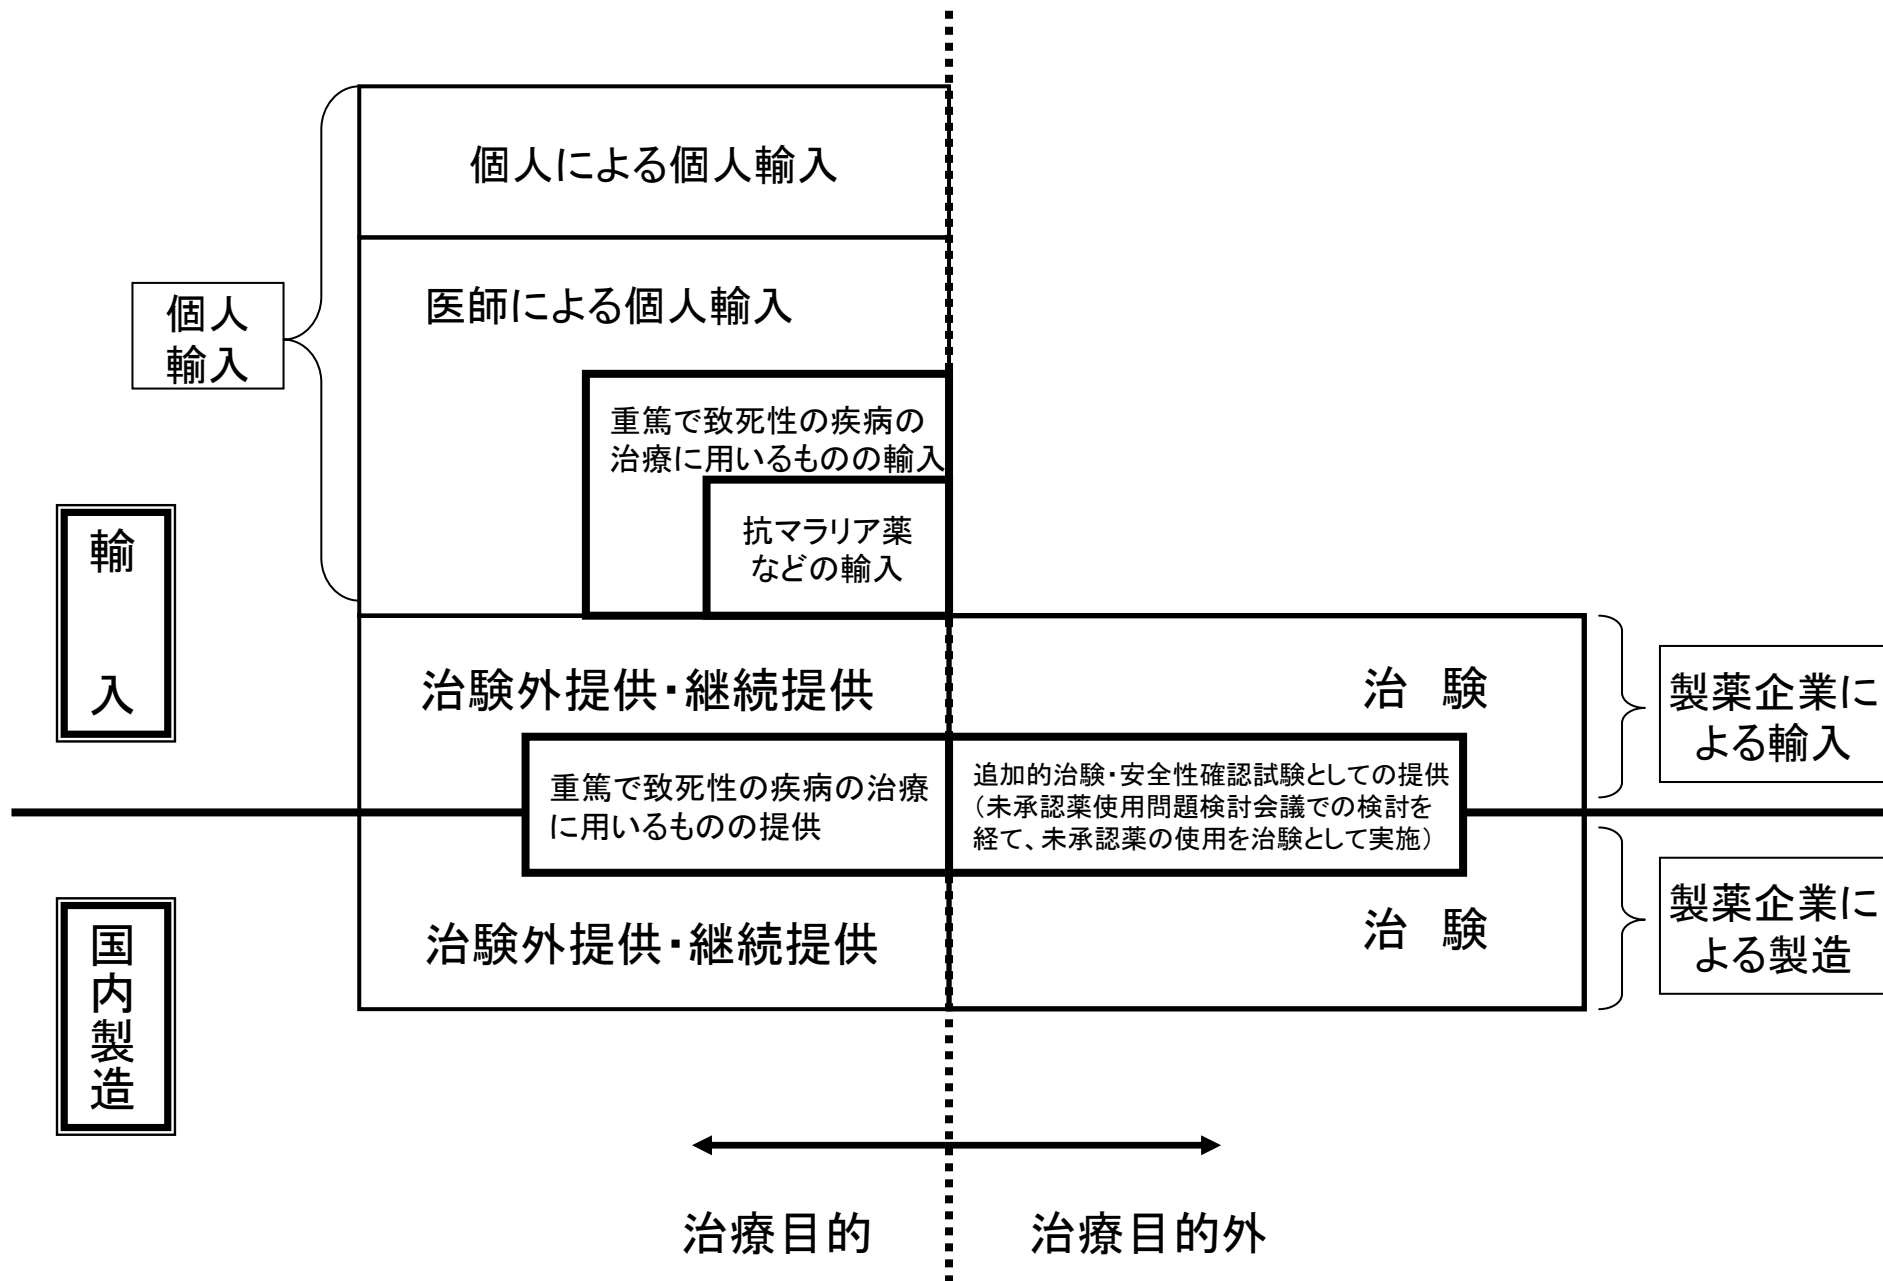 個人による個人輸入
医師による個人輸入
個人
輸入
重篤で致死性の疾病の
治療に用いるものの輸入
抗マラリア薬
などの輸入
輸
入
治験外提供・継続提供
治 験
製薬企業に
よる輸入
重篤で致死性の疾病の治療
に用いるものの提供
追加的治験・安全性確認試験としての提供
（未承認薬使用問題検討会議での検討を
経て、未承認薬の使用を治験として実施）
国
内
製
造
治験外提供・継続提供
治 験
製薬企業に
よる製造
治療目的
治療目的外